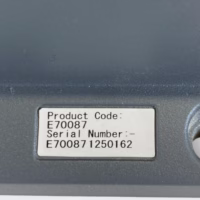 Product Code:
E70087
Serial Number:-
E700871250162